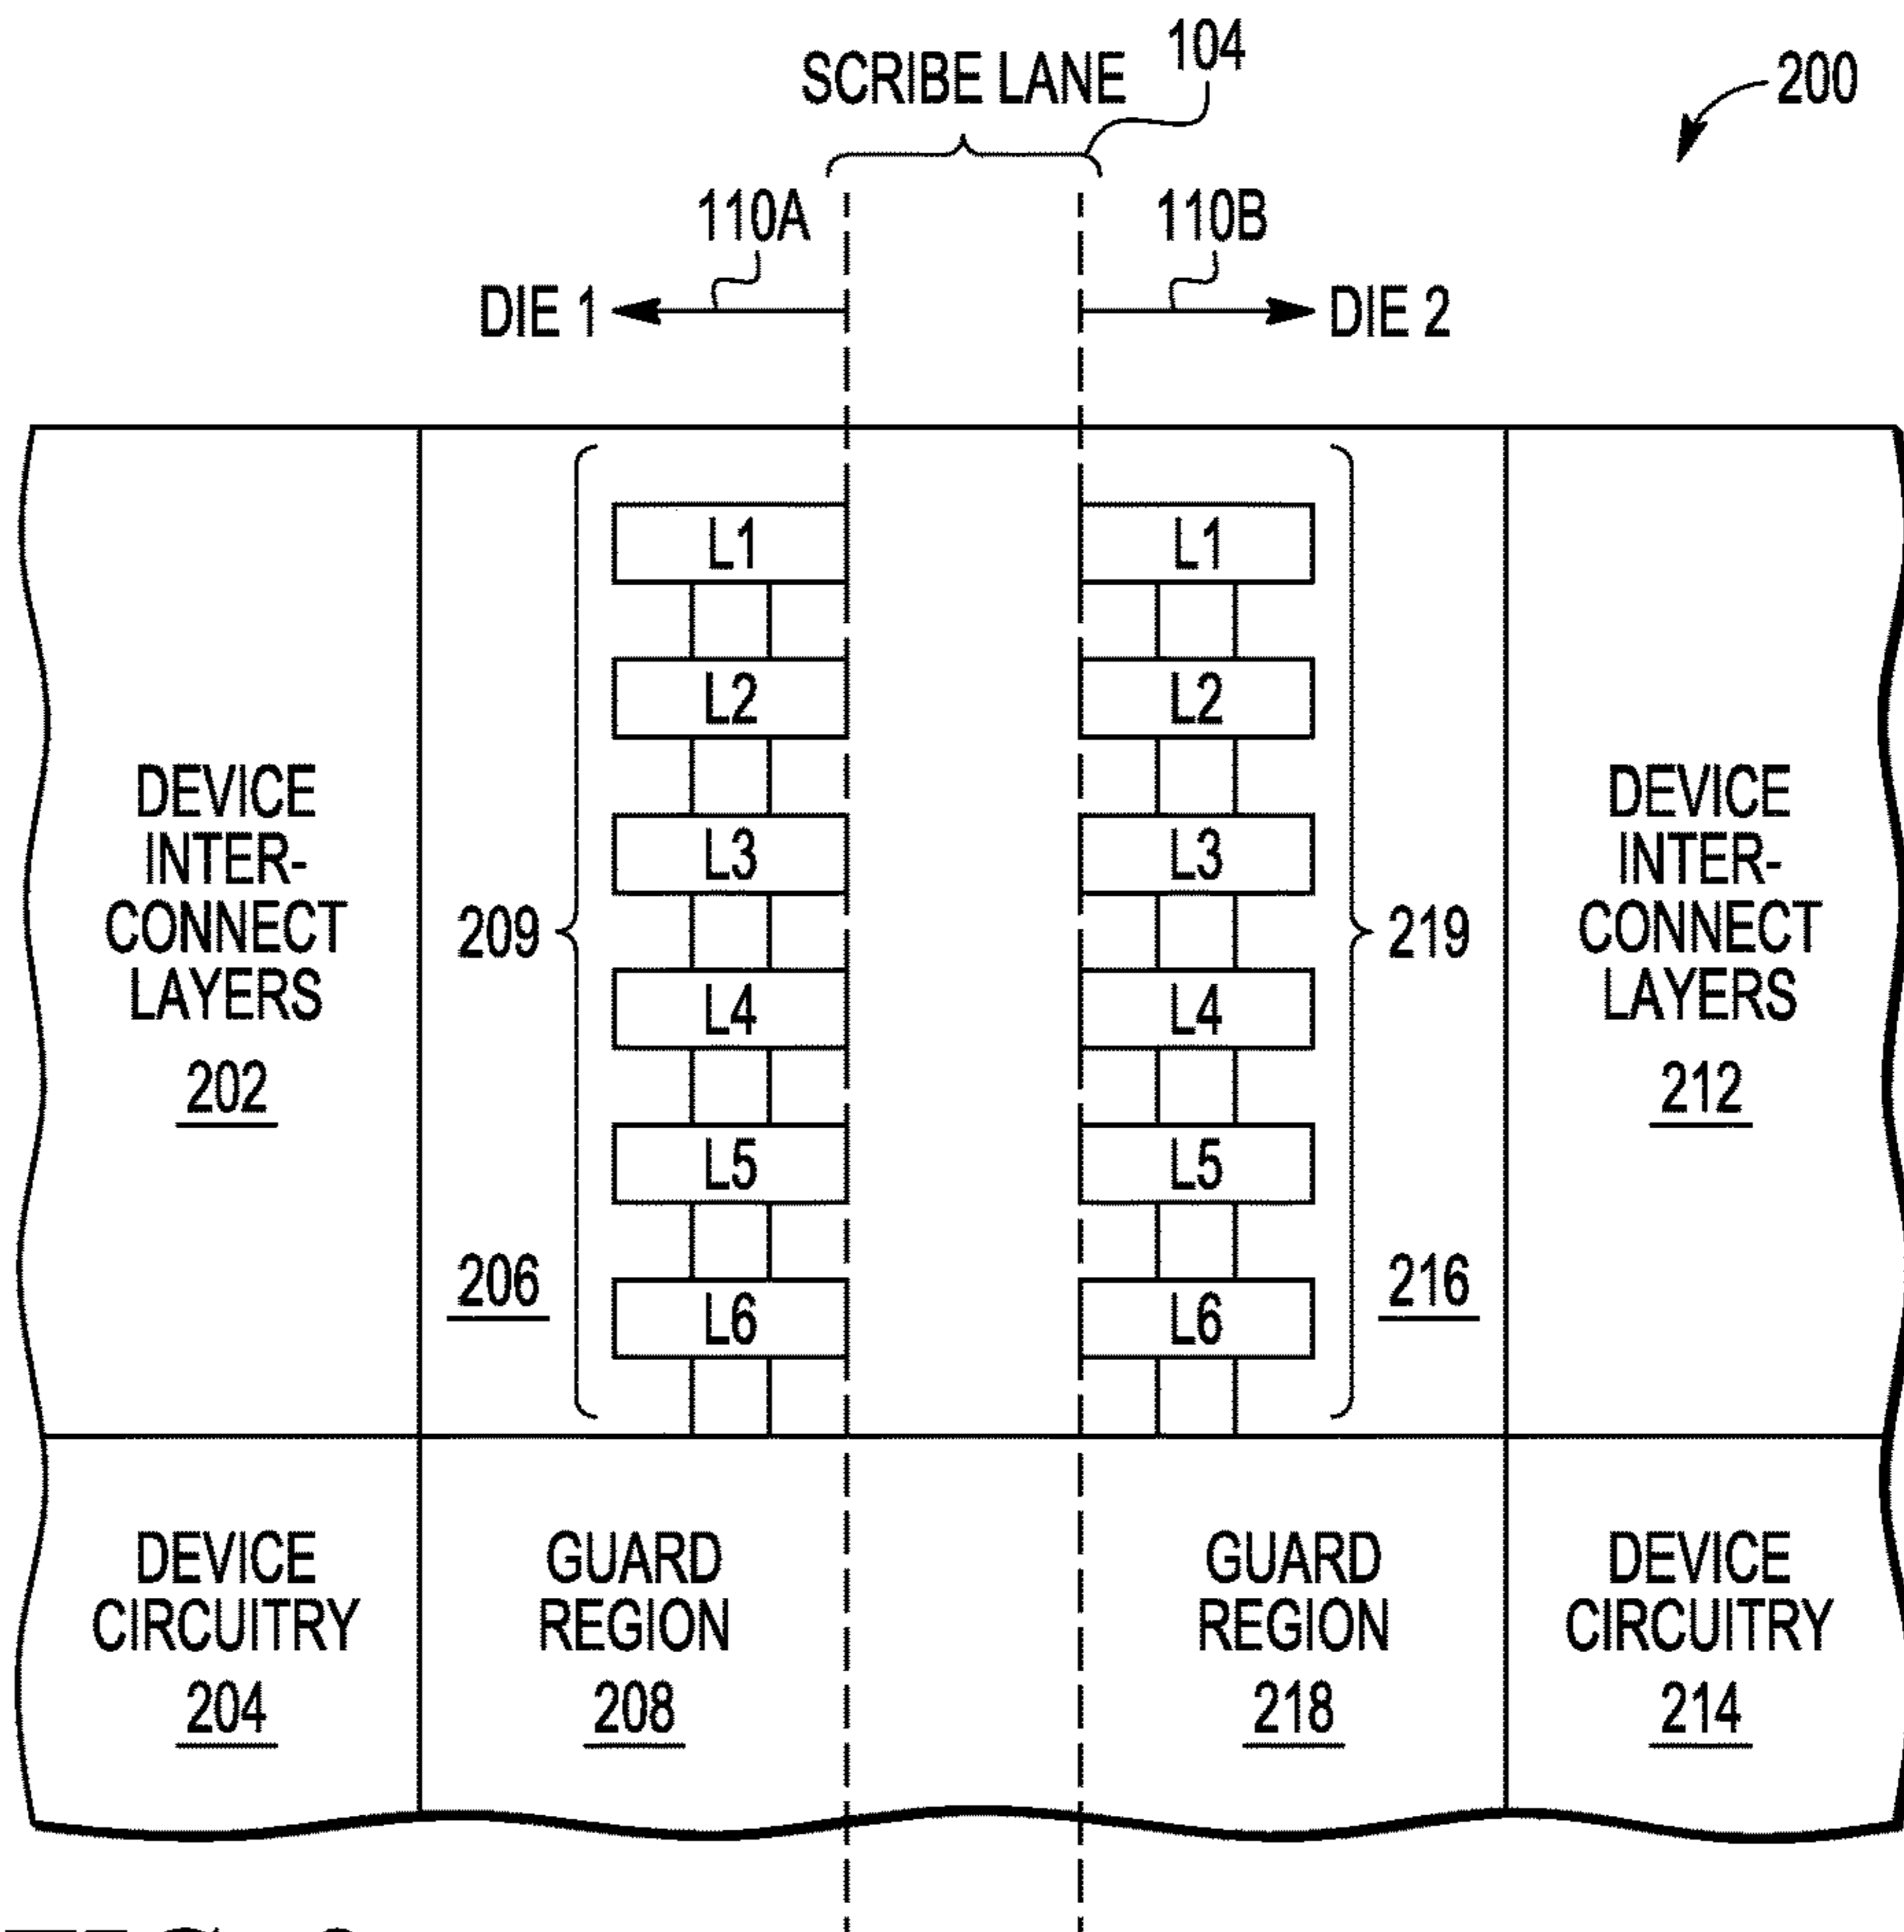 104
SCRIBE LANE
200
110A
110B
DIE 1
DIE 2
L1
L1
L2
L2
L3
L3
L4
L4
L5
L5
L6
L6
DEVICE
INTER-
CONNECT
LAYERS
202
209
206
219
216
DEVICE
INTER-
CONNECT
LAYERS
212
DEVICE
CIRCUITRY
204
GUARD
REGION
208
GUARD
REGION
218
DEVICE
CIRCUITRY
214